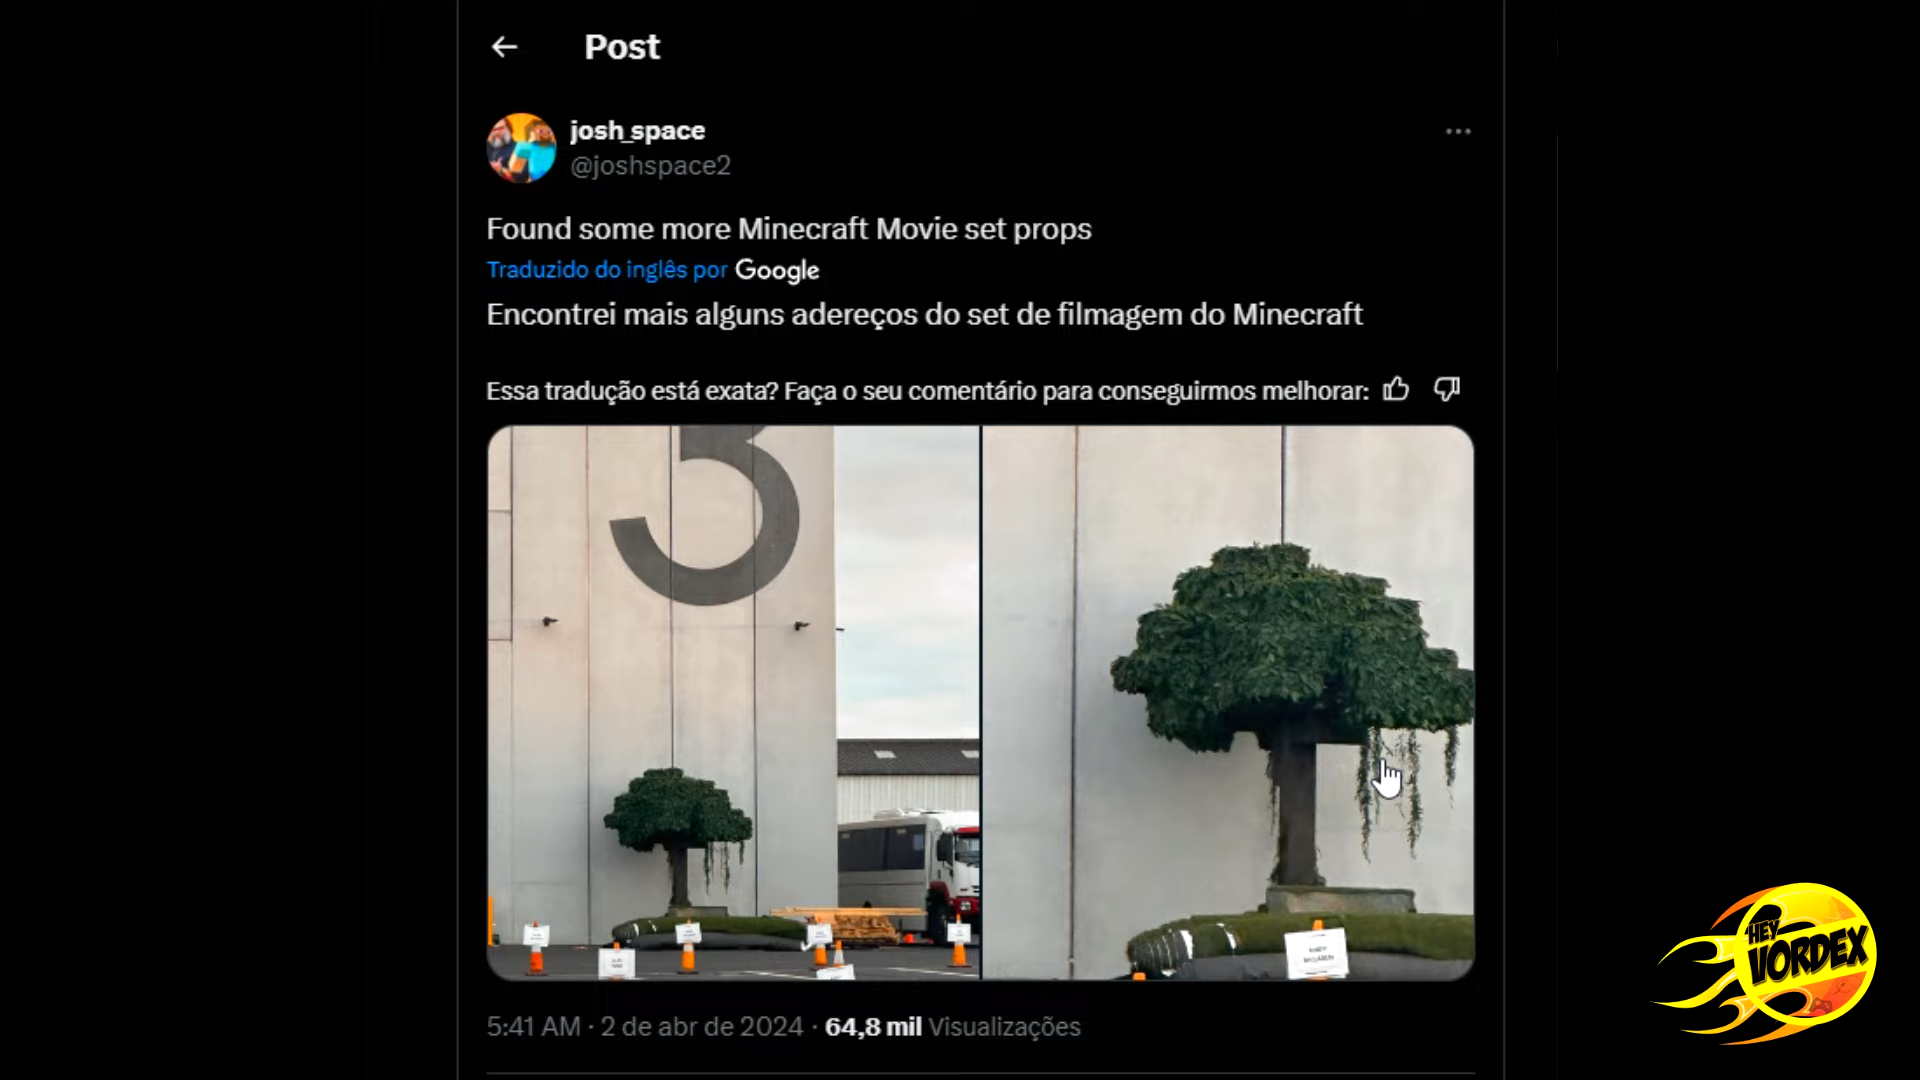 Post
josh_space
@joshspace2
Found some more Minecraft Movie set props
Traduzido do inglês por Google
Encontrei mais alguns adereços do set de filmagem do Minecraft
Essa tradução está exata? Faça o seu comentário para conseguirmos melhorar:
3
5:41 AM · 2 de abr de 2024 · 64,8 mil Visualizações
HEY
VORDEX